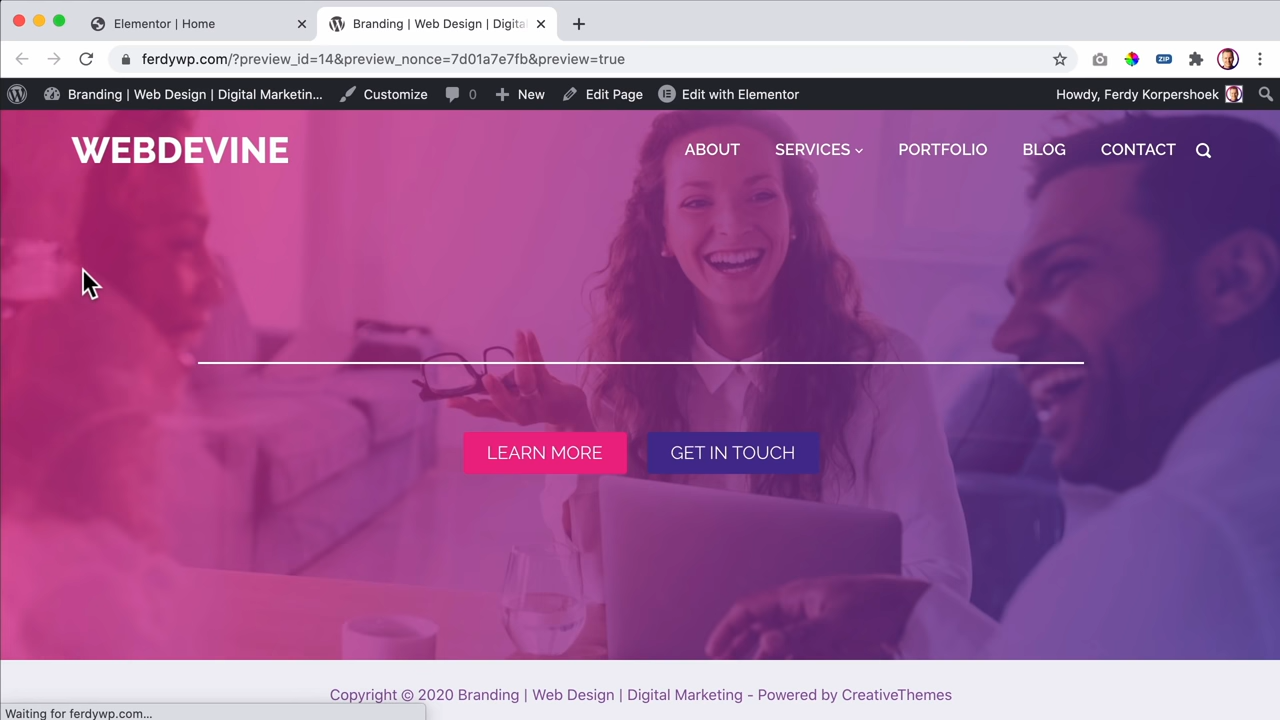 Elementor | Home
Branding | Web Design | Digita
ferdywp.com/?preview_id=14&preview_nonce=7d01a7e7fb&preview=true
ZIP
Branding | Web Design | Digital Marketin... Customize 0 New Edit Page Edit with Elementor Howdy, Ferdy Korpershoek
WEBDEVINE ABOUT SERVICES PORTFOLIO BLOG CONTACT
LEARN MORE GET IN TOUCH
Copyright © 2020 Branding | Web Design | Digital Marketing - Powered by CreativeThemes
Waiting for ferdywp.com...